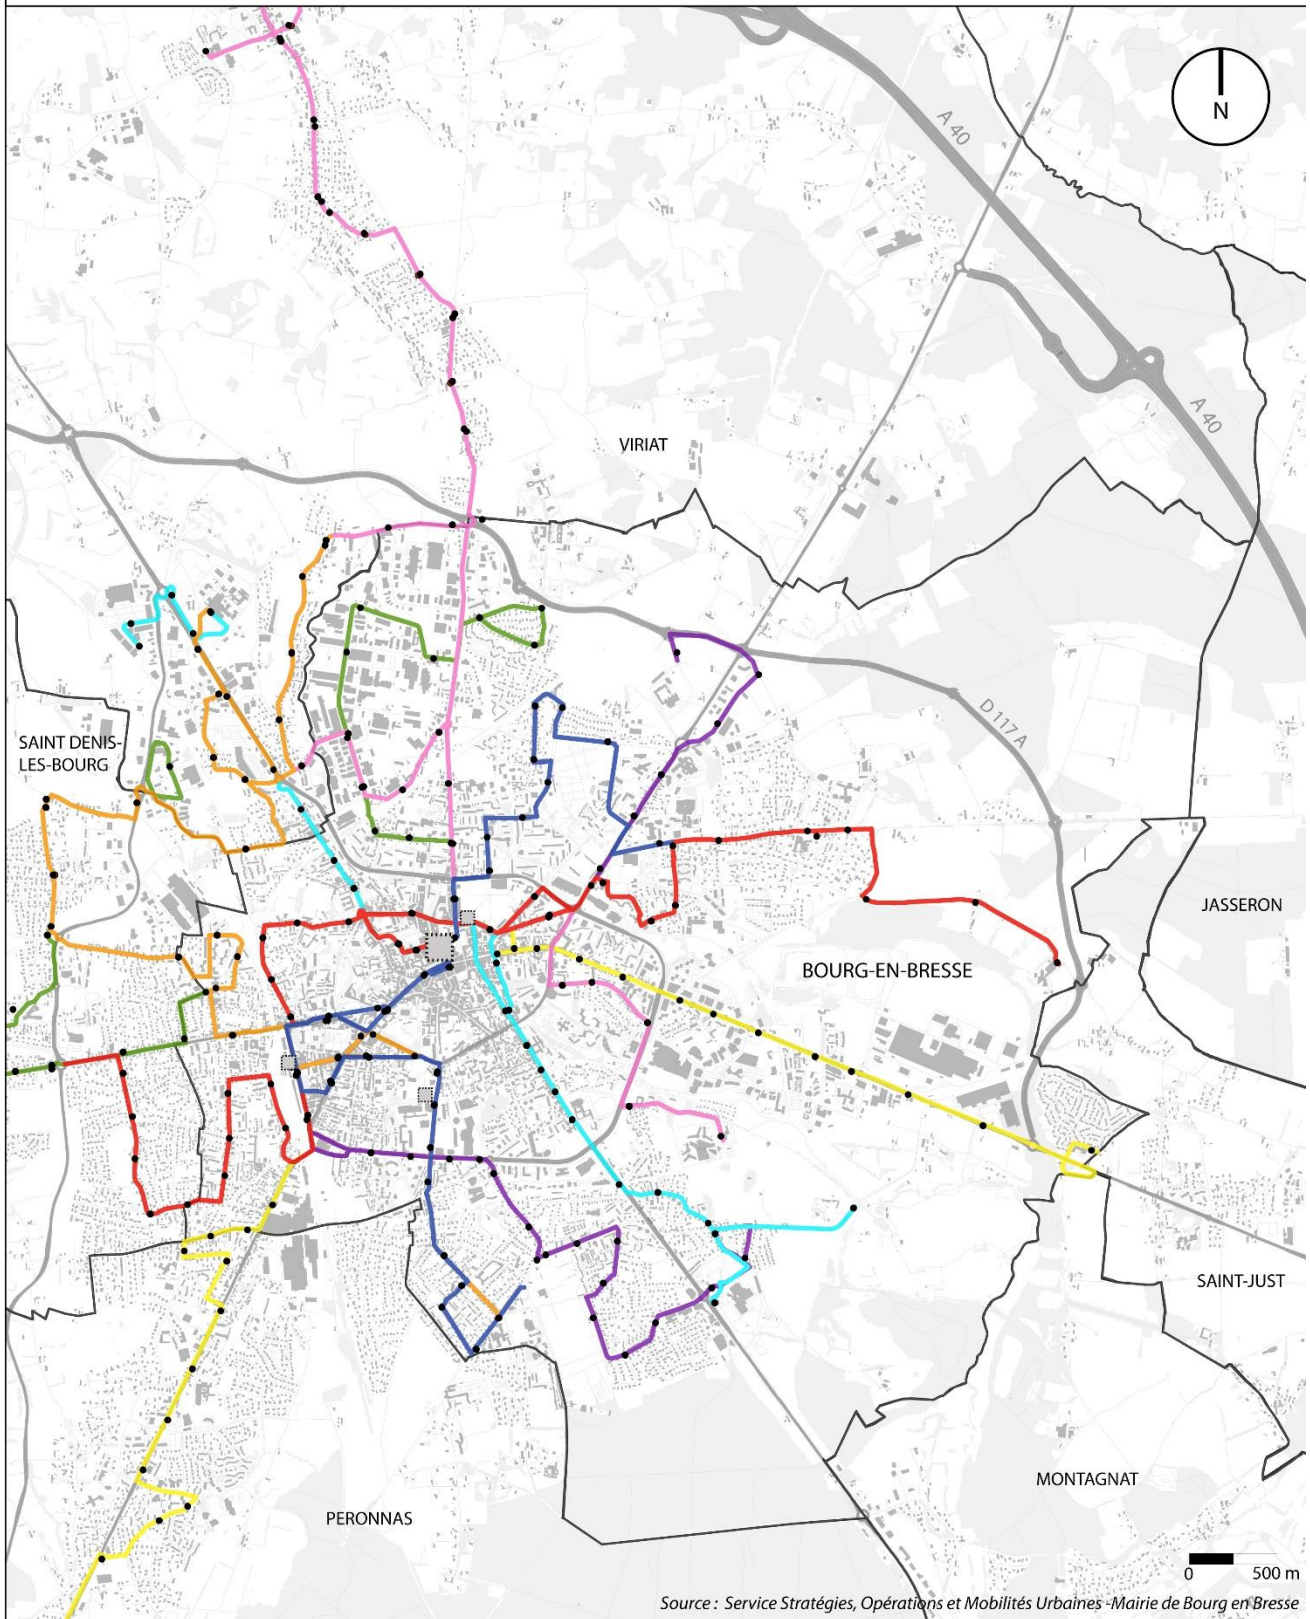 A 40
N
A 40
VIRIAT
D 117A
SAINT DENIS-
LES-BOURG
JASSERON
BOURG-EN-BRESSE
SAINT-JUST
MONTAGNAT
PERONNAS
0 500 m
Source : Service Stratégies, Opérations et Mobilités Urbaines -Mairie de Bourg en Bresse